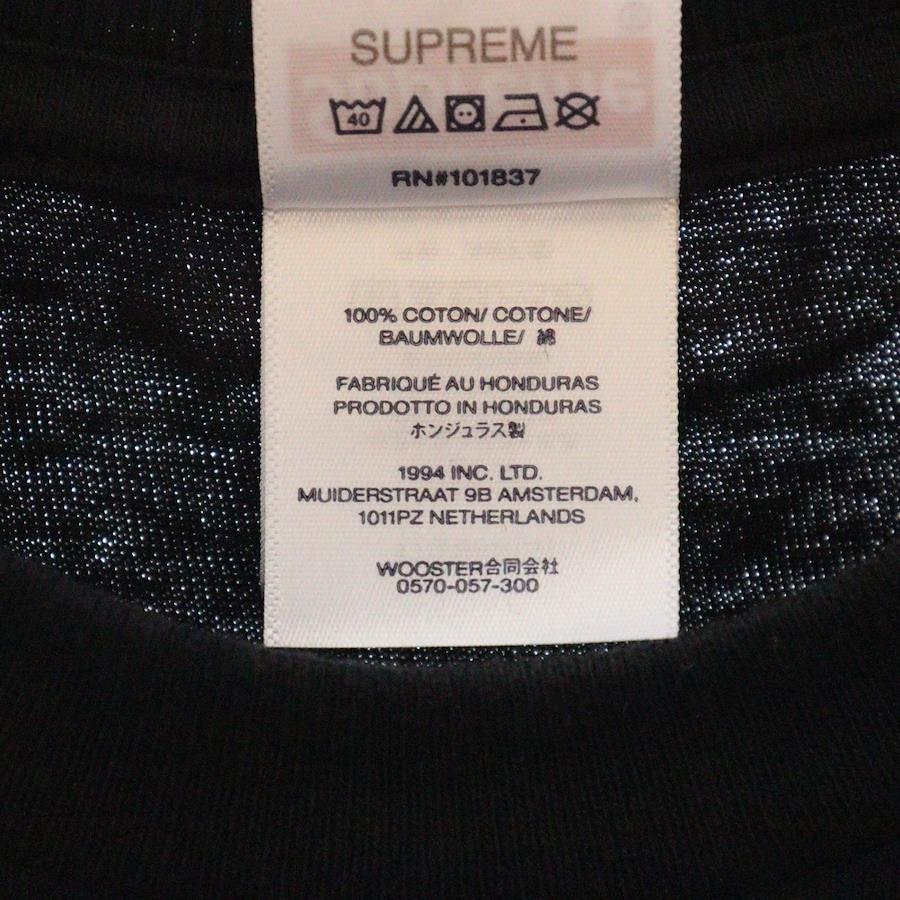 SUPREME
40
RN#101837
100% COTON/ COTONE/
BAUMWOLLE/ 綿
FABRIQUÉ AU HONDURAS
PRODOTTO IN HONDURAS
ホンジュラス製
1994 INC. LTD.
MUIDERSTRAAT 9B AMSTERDAM,
1011PZ NETHERLANDS
WOOSTER合同会社
0570-057-300